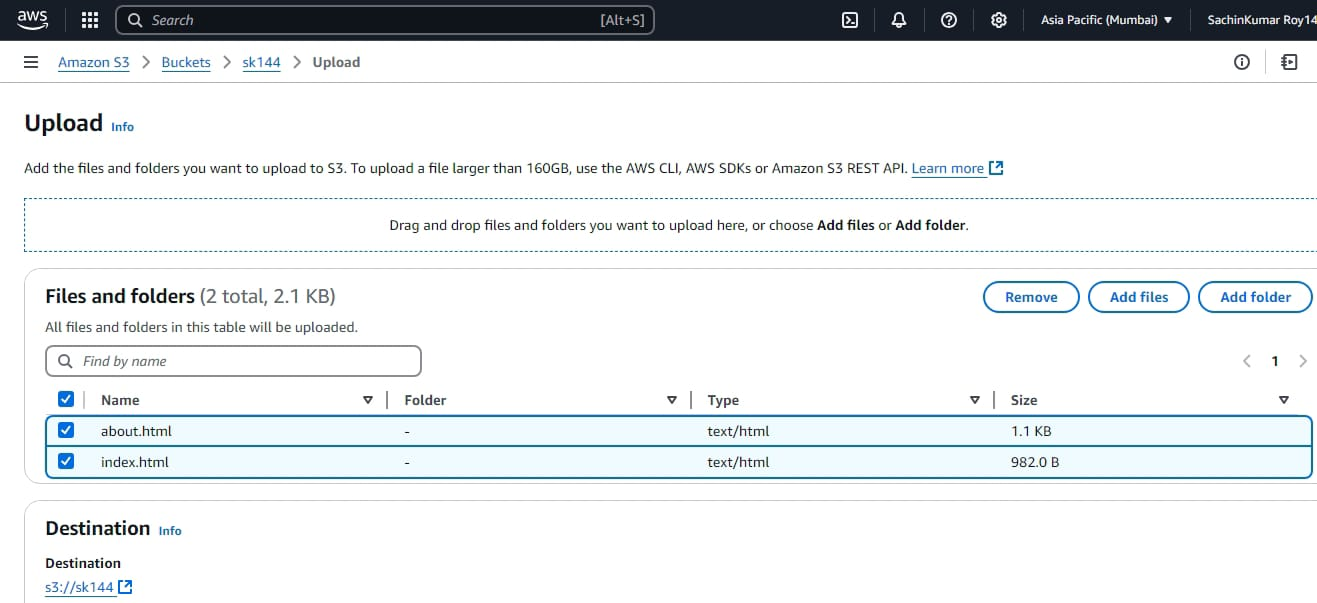 aws Search [Alt+S] Asia Pacific (Mumbai) ▼ SachinKumar Roy14
Amazon S3 > Buckets > sk144 > Upload
Upload Info
Add the files and folders you want to upload to S3. To upload a file larger than 160GB, use the AWS CLI, AWS SDKs or Amazon S3 REST API. Learn more
Drag and drop files and folders you want to upload here, or choose Add files or Add folder.
Files and folders (2 total, 2.1 KB) Remove Add files Add folder
All files and folders in this table will be uploaded.
Find by name < 1 >
Name Folder Type Size
about.html - text/html 1.1 KB
index.html - text/html 982.0 B
Destination Info
Destination
s3://sk144